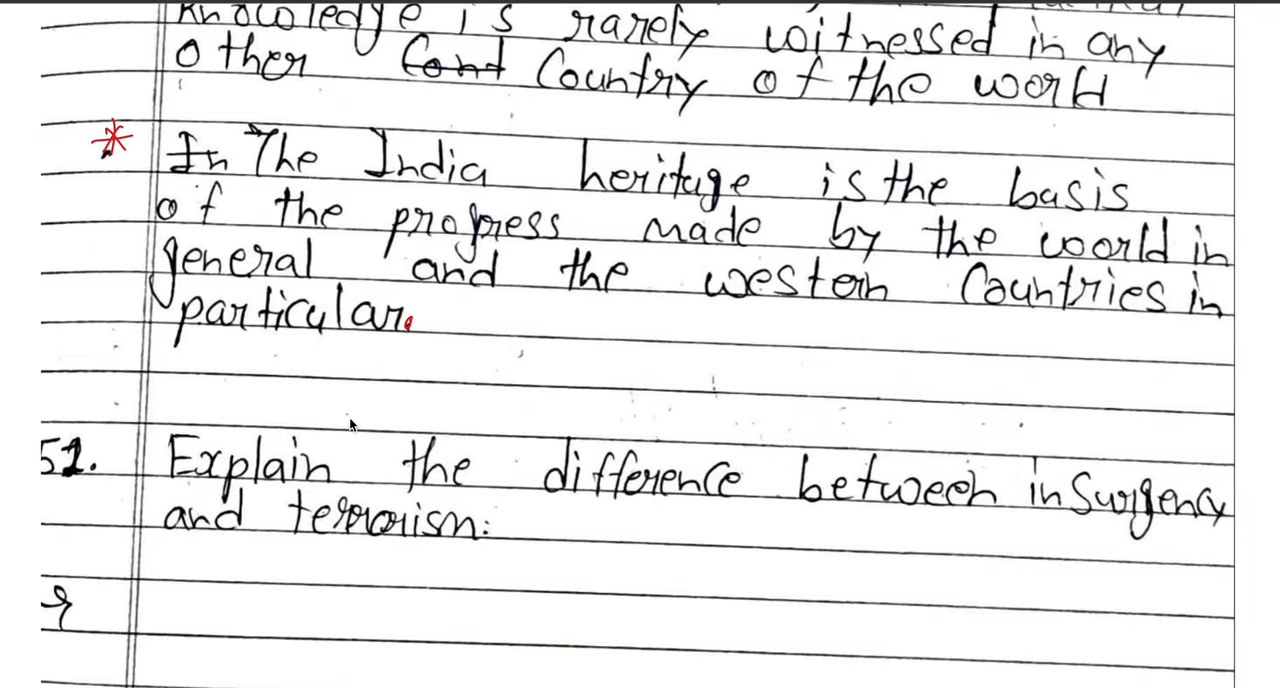 Knowledge is rarely witnessed in any
other Cont Country of the world
* In The India heritage is the basis
of the progress made by the world in
general and the western Countries in
particular.
51. Explain the difference between insurgency
and terrorism: